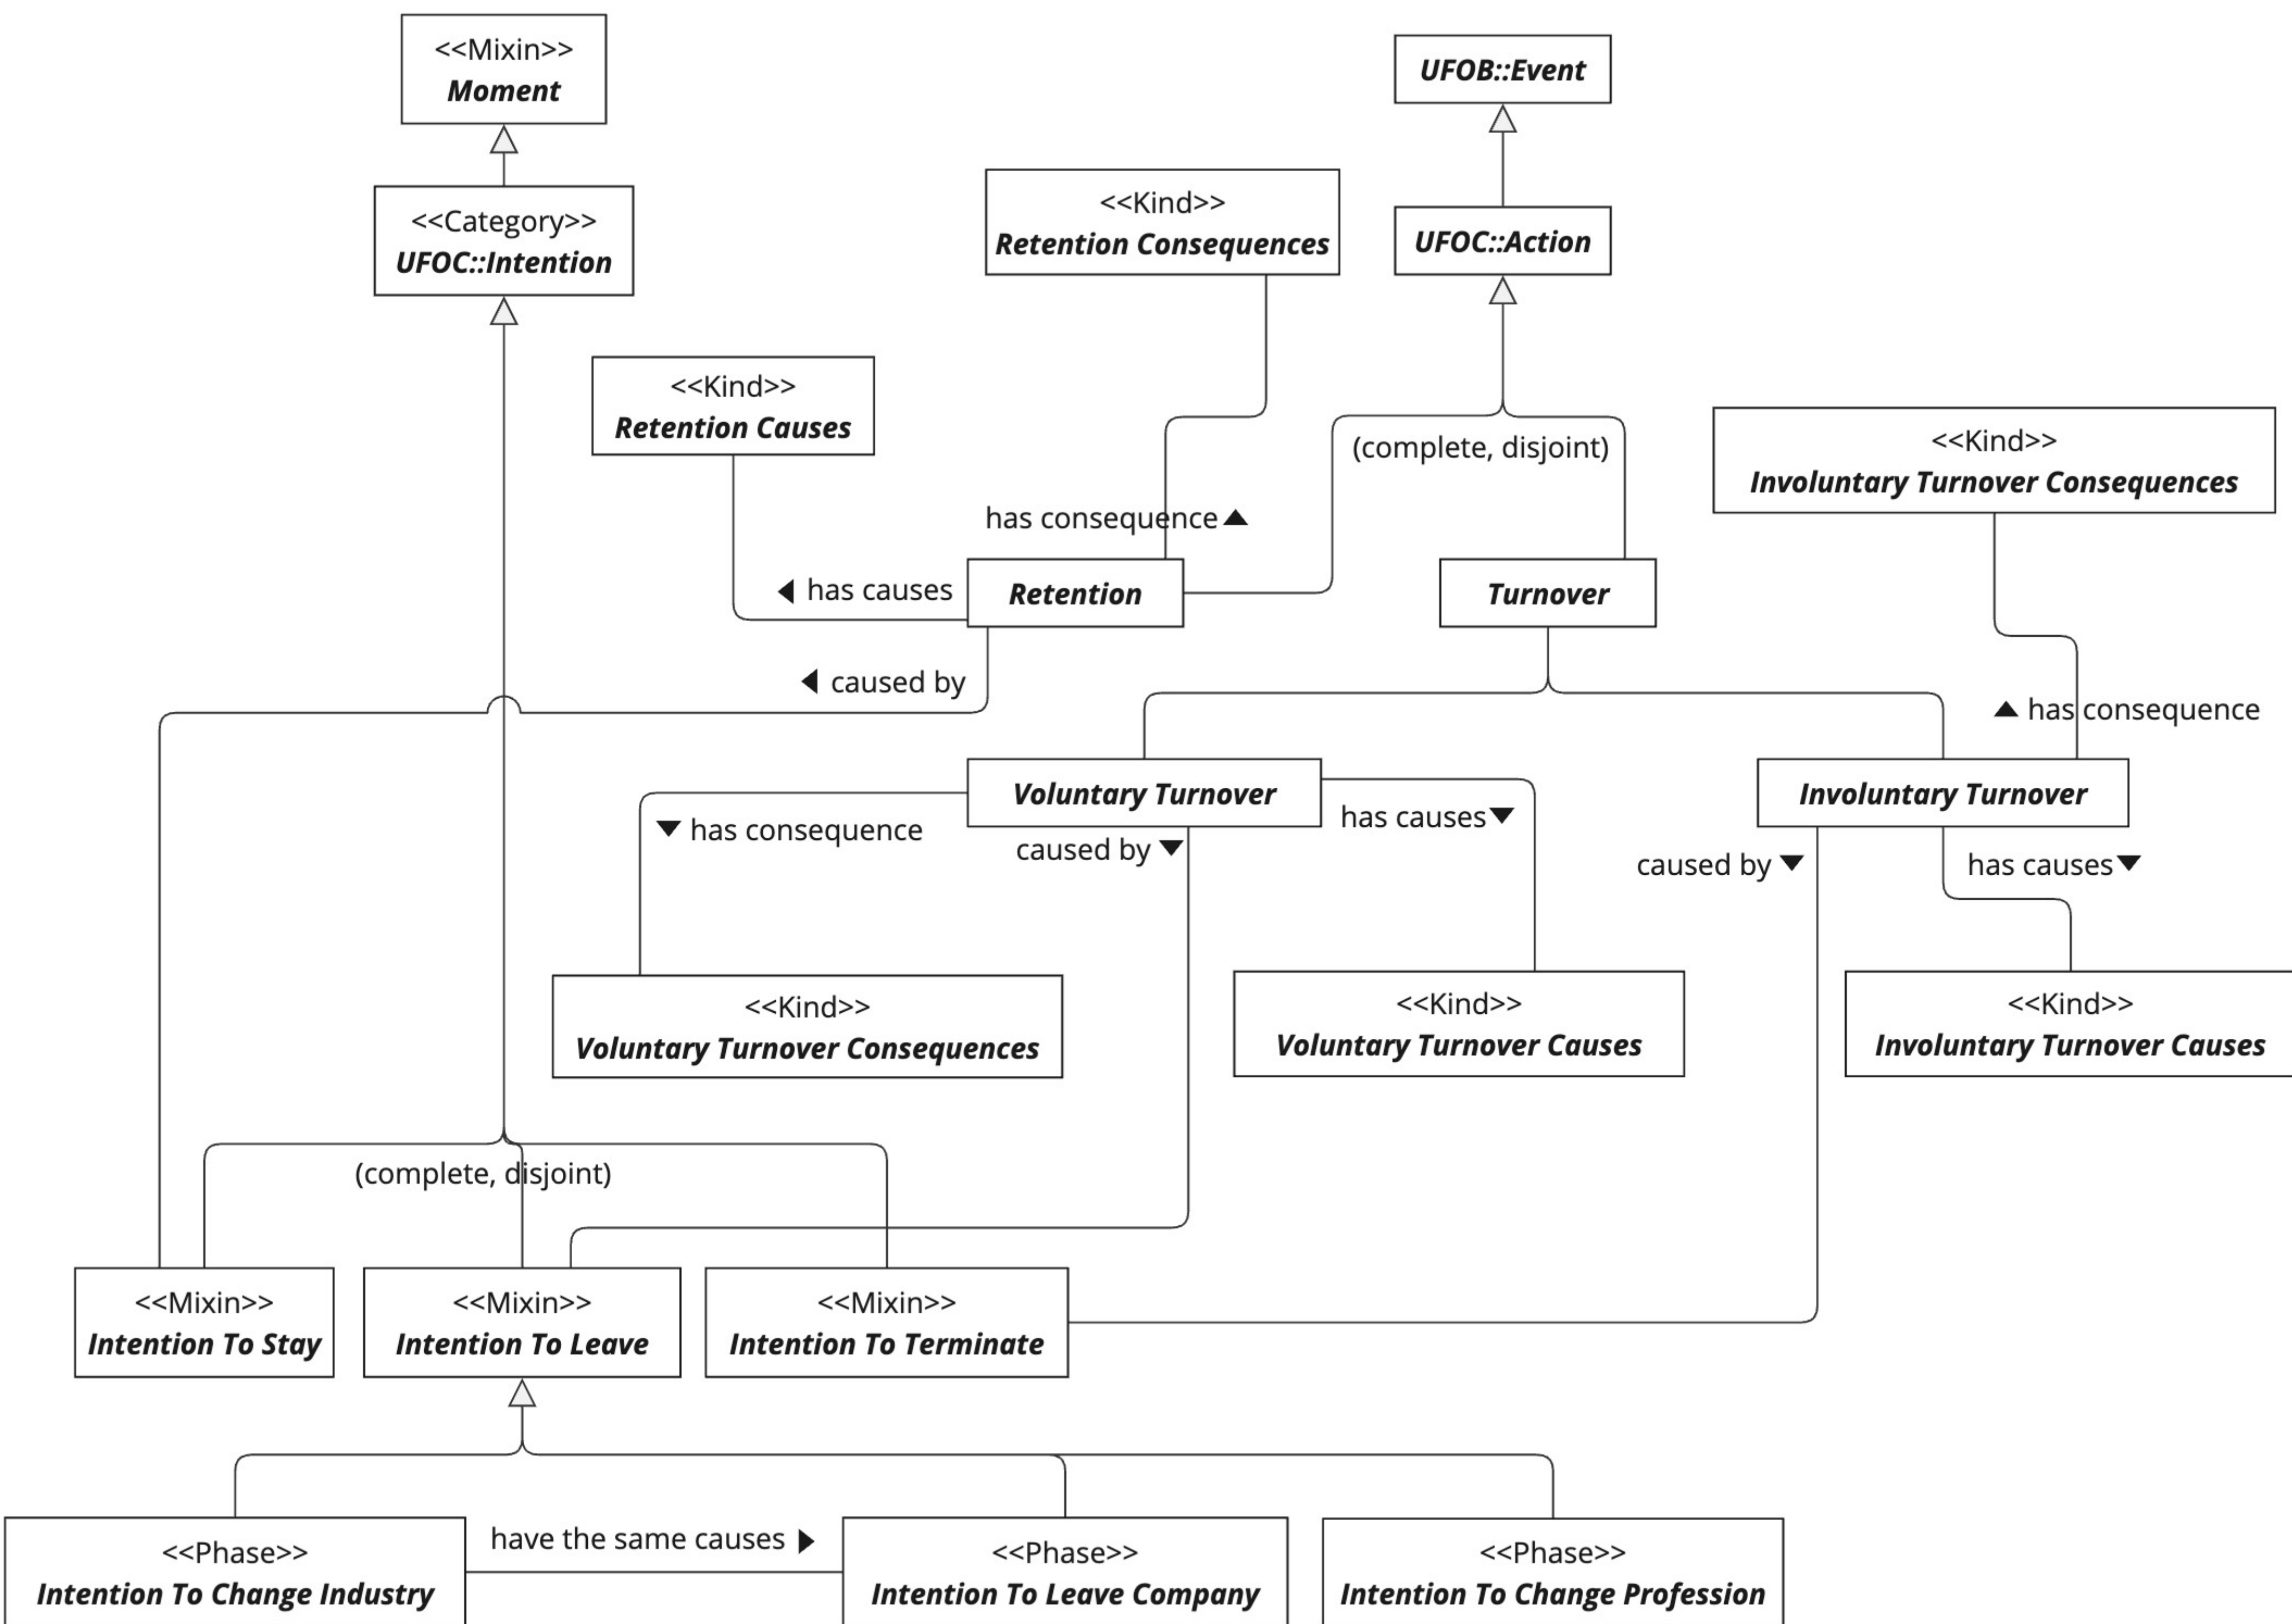 <<Mixin>>
Moment
UFOB::Event
<<Kind>>
Retention Consequences
<<Category>>
UFOC::Intention
UFOC::Action
<<Kind>>
Retention Causes
(complete, disjoint)
<<Kind>>
Involuntary Turnover Consequences
has consequence
has causes
Retention
Turnover
caused by
has consequence
Voluntary Turnover
Involuntary Turnover
has consequence
caused by
has causes
caused by
has causes
<<Kind>>
Voluntary Turnover Consequences
<<Kind>>
Voluntary Turnover Causes
<<Kind>>
Involuntary Turnover Causes
(complete, disjoint)
<<Mixin>>
Intention To Stay
<<Mixin>>
Intention To Leave
<<Mixin>>
Intention To Terminate
<<Phase>>
Intention To Change Industry
have the same causes
<<Phase>>
Intention To Leave Company
<<Phase>>
Intention To Change Profession